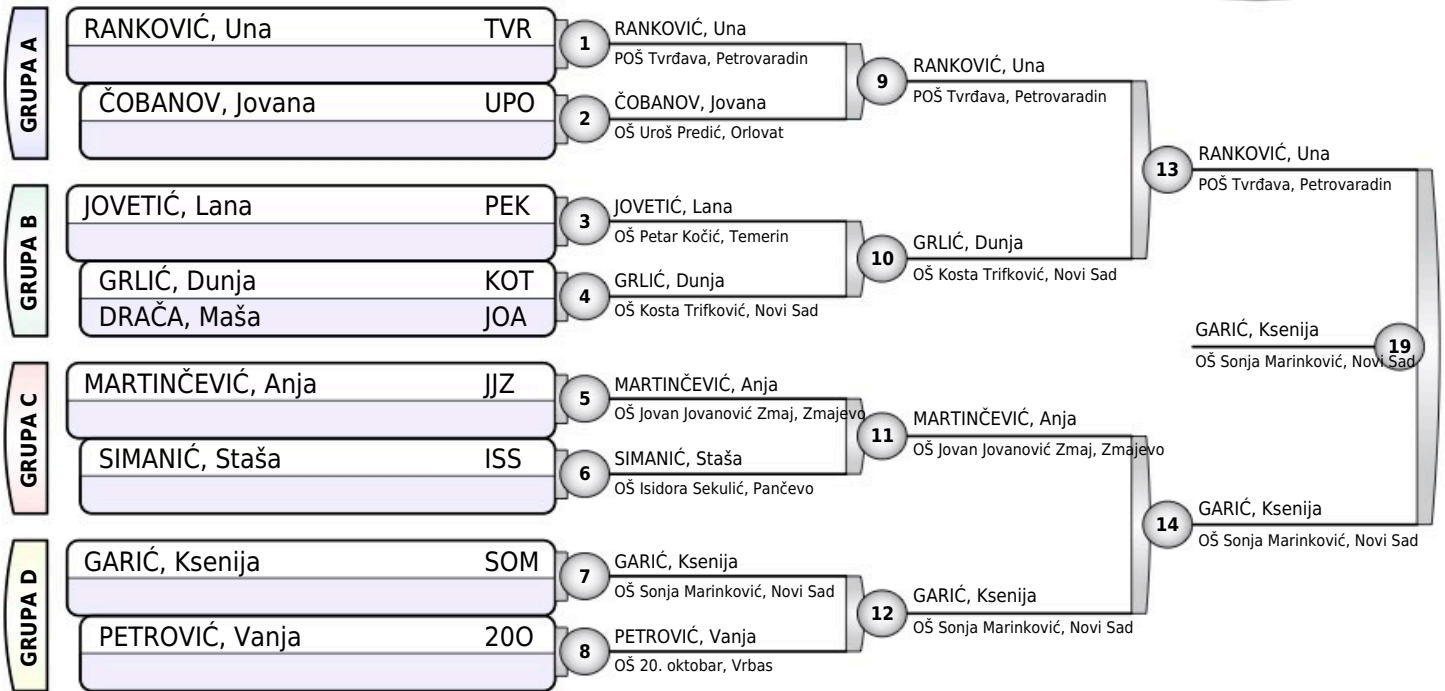 GRUPA A
RANKOVIĆ, Una TVR
ČOBANOV, Jovana UPO
GRUPA B
JOVETIĆ, Lana PEK
GRLIĆ, Dunja KOT
DRAČA, Maša JOA
GRUPA C
MARTINČEVIĆ, Anja JJZ
SIMANIĆ, Staša ISS
GRUPA D
GARIĆ, Ksenija SOM
PETROVIĆ, Vanja 20O
1
RANKOVIĆ, Una
POŠ Tvrđava, Petrovaradin
2
ČOBANOV, Jovana
OŠ Uroš Predić, Orlovat
3
JOVETIĆ, Lana
OŠ Petar Kočić, Temerin
4
GRLIĆ, Dunja
OŠ Kosta Trifković, Novi Sad
5
MARTINČEVIĆ, Anja
OŠ Jovan Jovanović Zmaj, Zmajevo
6
SIMANIĆ, Staša
OŠ Isidora Sekulić, Pančevo
7
GARIĆ, Ksenija
OŠ Sonja Marinković, Novi Sad
8
PETROVIĆ, Vanja
OŠ 20. oktobar, Vrbas
9
RANKOVIĆ, Una
POŠ Tvrđava, Petrovaradin
10
GRLIĆ, Dunja
OŠ Kosta Trifković, Novi Sad
11
MARTINČEVIĆ, Anja
OŠ Jovan Jovanović Zmaj, Zmajevo
12
GARIĆ, Ksenija
OŠ Sonja Marinković, Novi Sad
13
RANKOVIĆ, Una
POŠ Tvrđava, Petrovaradin
14
GARIĆ, Ksenija
OŠ Sonja Marinković, Novi Sad
GARIĆ, Ksenija
19
OŠ Sonja Marinković, Novi Sad